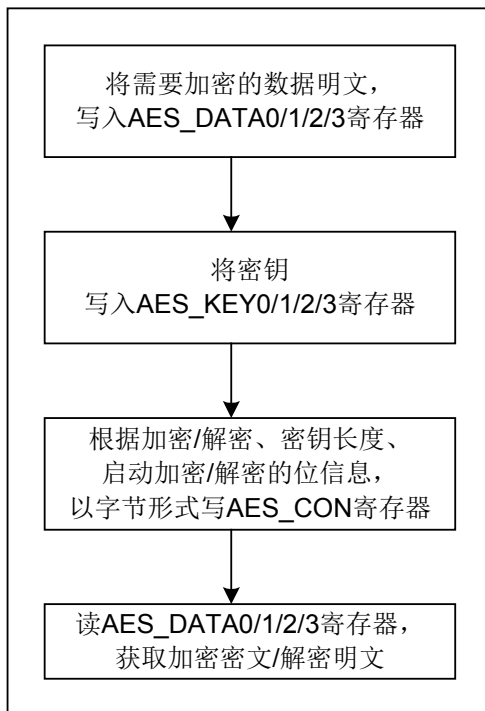 将需要加密的数据明文，
写入AES_DATA0/1/2/3寄存器
将密钥
写入AES_KEY0/1/2/3寄存器
根据加密/解密、密钥长度、
启动加密/解密的位信息，
以字节形式写AES_CON寄存器
读AES_DATA0/1/2/3寄存器，
获取加密密文/解密明文